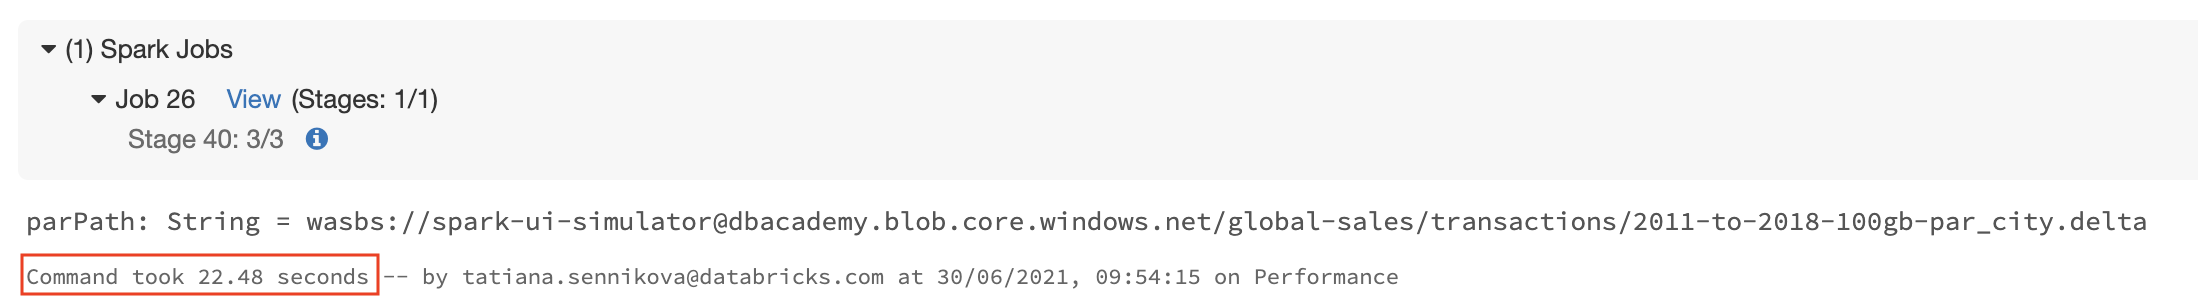 (1) Spark Jobs
Job 26 View (Stages: 1/1)
Stage 40: 3/3
parPath: String = wasbs://spark-ui-simulator@dbacademy.blob.core.windows.net/global-sales/transactions/2011-to-2018-100gb-par_city.delta
Command took 22.48 seconds -- by tatiana.sennikova@databricks.com at 30/06/2021, 09:54:15 on Performance